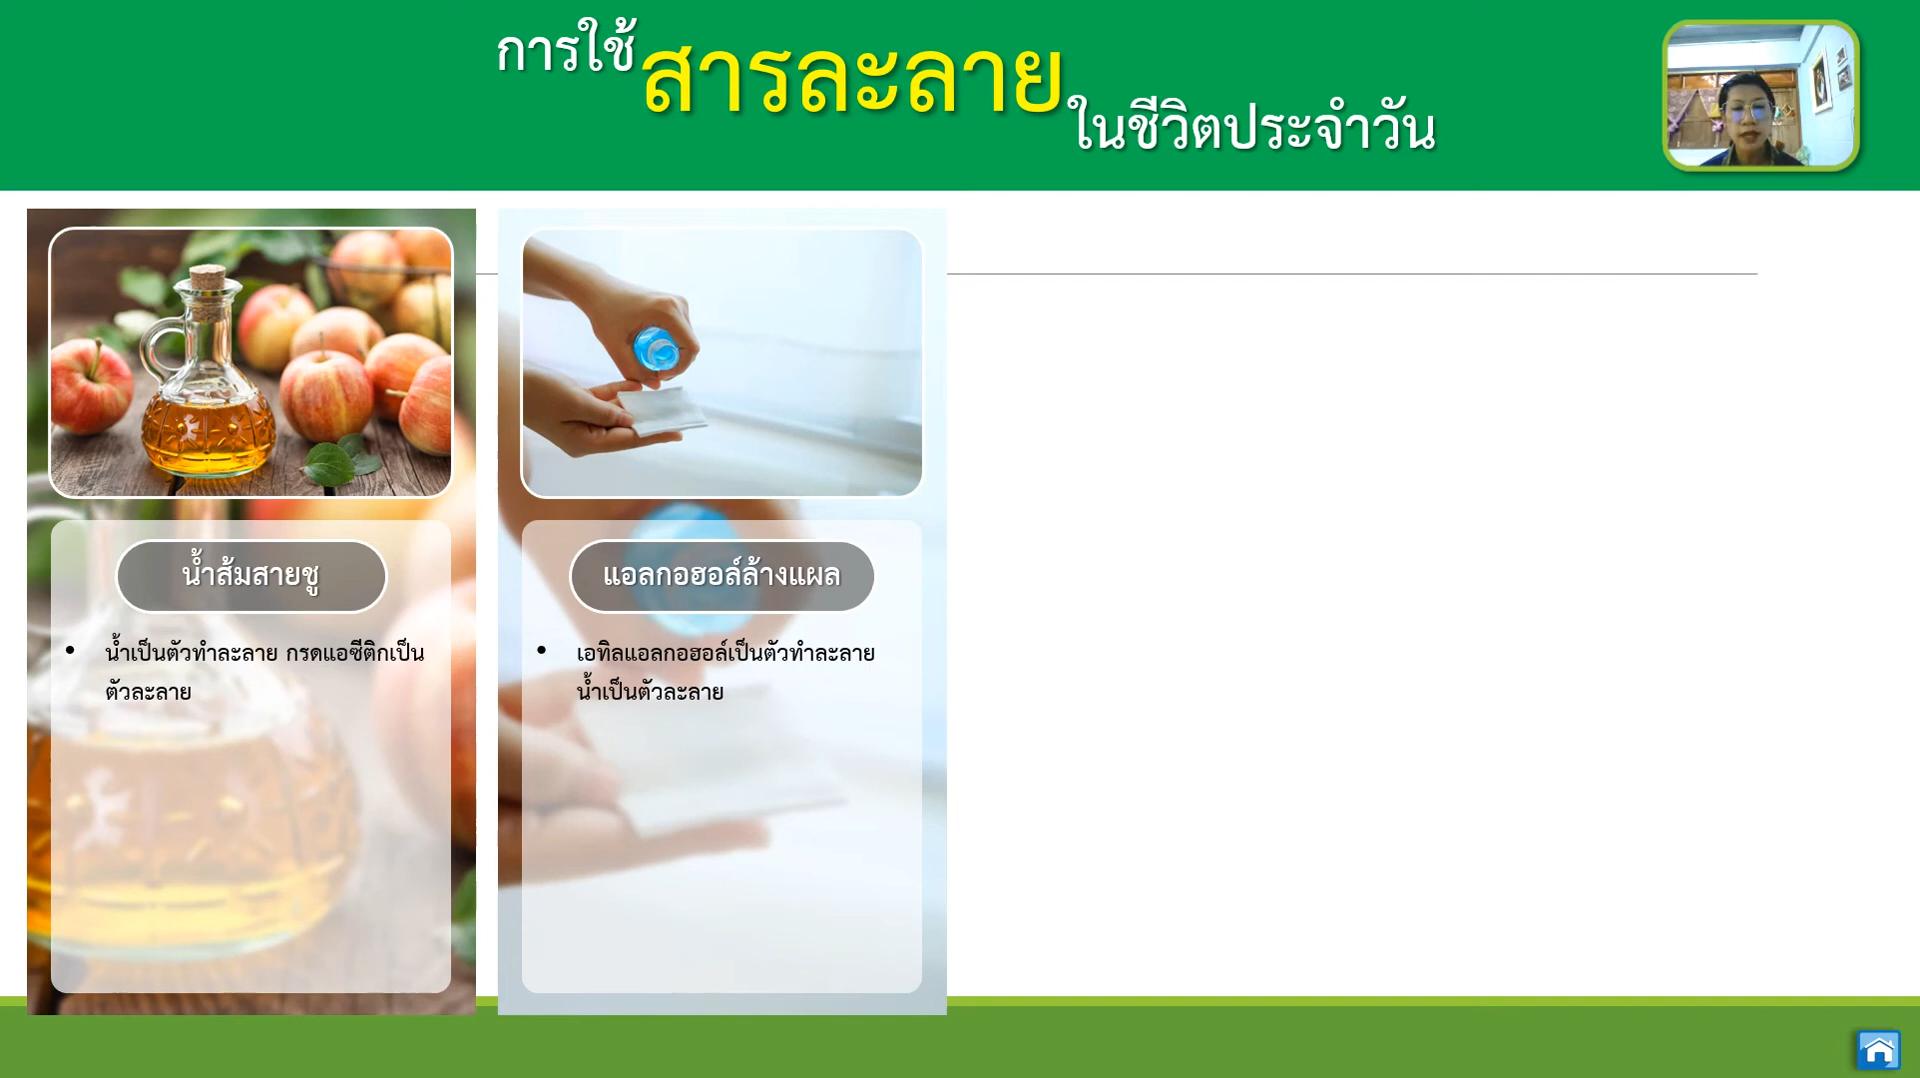 การใช้สารละลายในชีวิตประจำวัน
น้ำส้มสายชู
• น้ำเป็นตัวทำละลาย กรดแอซีติกเป็น
ตัวละลาย
แอลกอฮอล์ล้างแผล
• เอทิลแอลกอฮอล์เป็นตัวทำละลาย
น้ำเป็นตัวละลาย